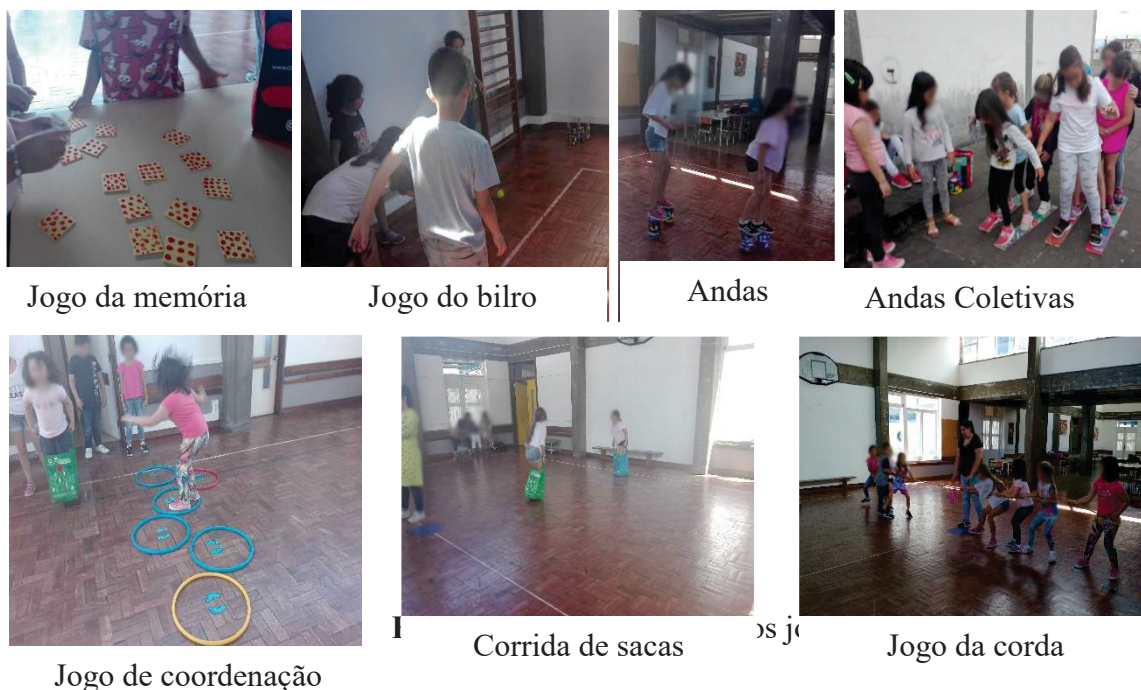 Jogo da memória
Jogo do bilro
Andas
Andas Coletivas
Jogo de coordenação
Corrida de sacas
Jogo da corda